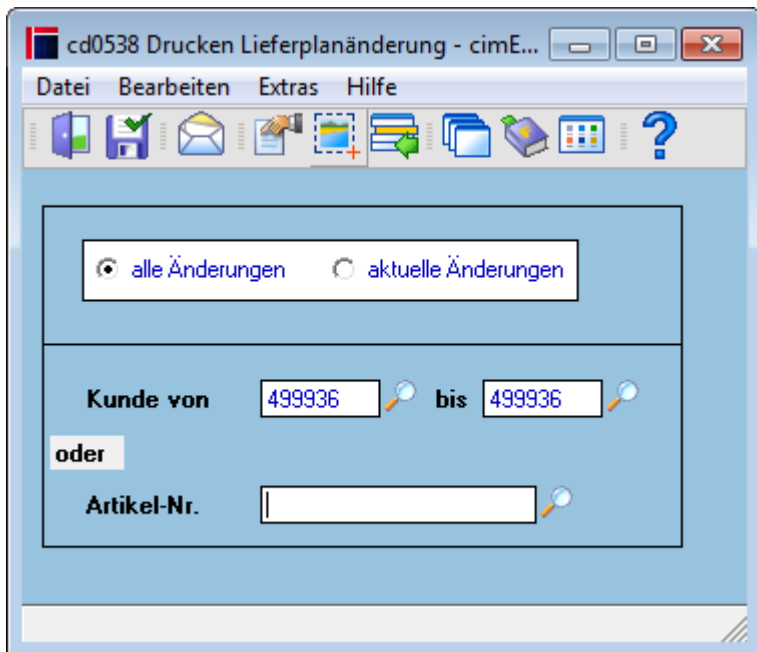 cd0538 Drucken Lieferplanänderung - cimE...
Datei Bearbeiten Extras Hilfe
alle Änderungen aktuelle Änderungen
Kunde von 499936 bis 499936
oder
Artikel-Nr.